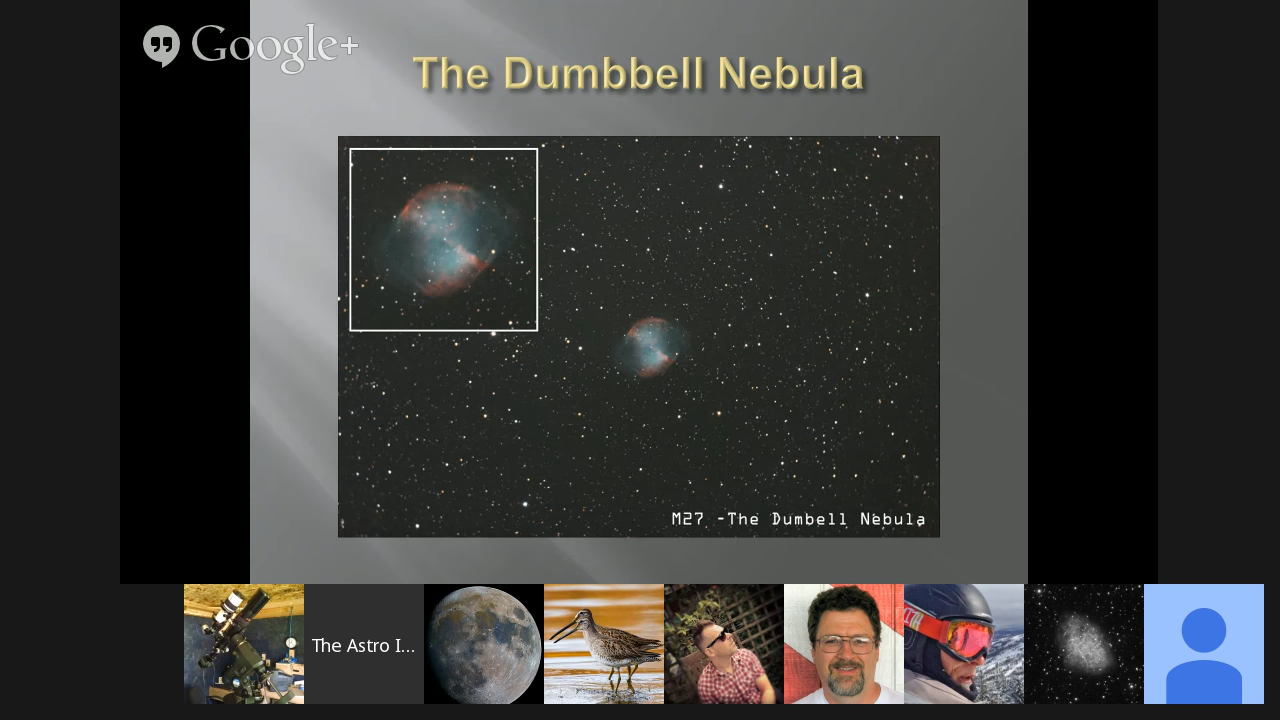 Google+
The Dumbbell Nebula
M27 -The Dumbell Nebula
The Astro I...